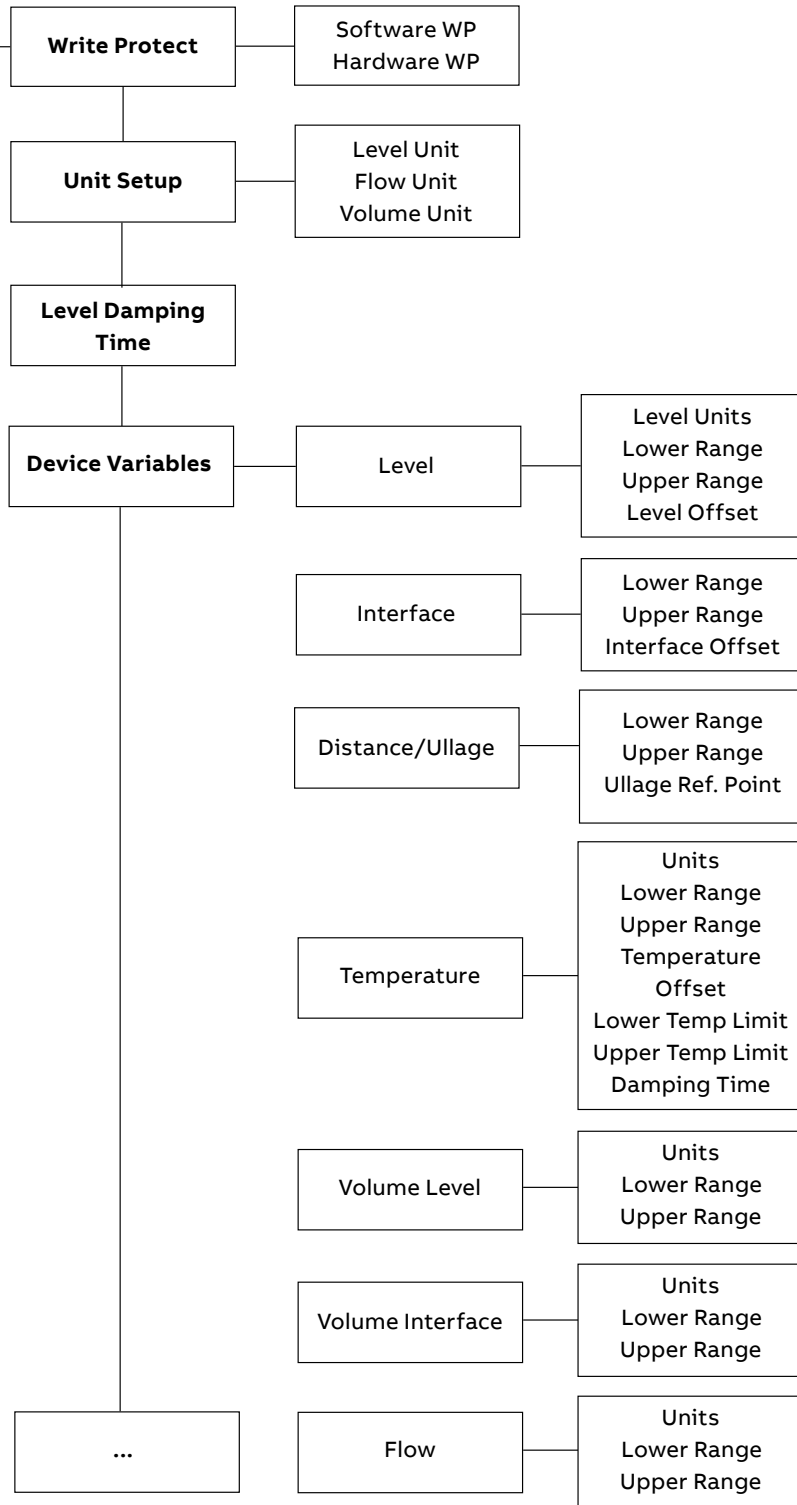 Write Protect
Software WP
Hardware WP
Unit Setup
Level Unit
Flow Unit
Volume Unit
Level Damping
Time
Device Variables
Level
Level Units
Lower Range
Upper Range
Level Offset
Interface
Lower Range
Upper Range
Interface Offset
Distance/Ullage
Lower Range
Upper Range
Ullage Ref. Point
Temperature
Units
Lower Range
Upper Range
Temperature
Offset
Lower Temp Limit
Upper Temp Limit
Damping Time
Volume Level
Units
Lower Range
Upper Range
Volume Interface
Units
Lower Range
Upper Range
...
Flow
Units
Lower Range
Upper Range